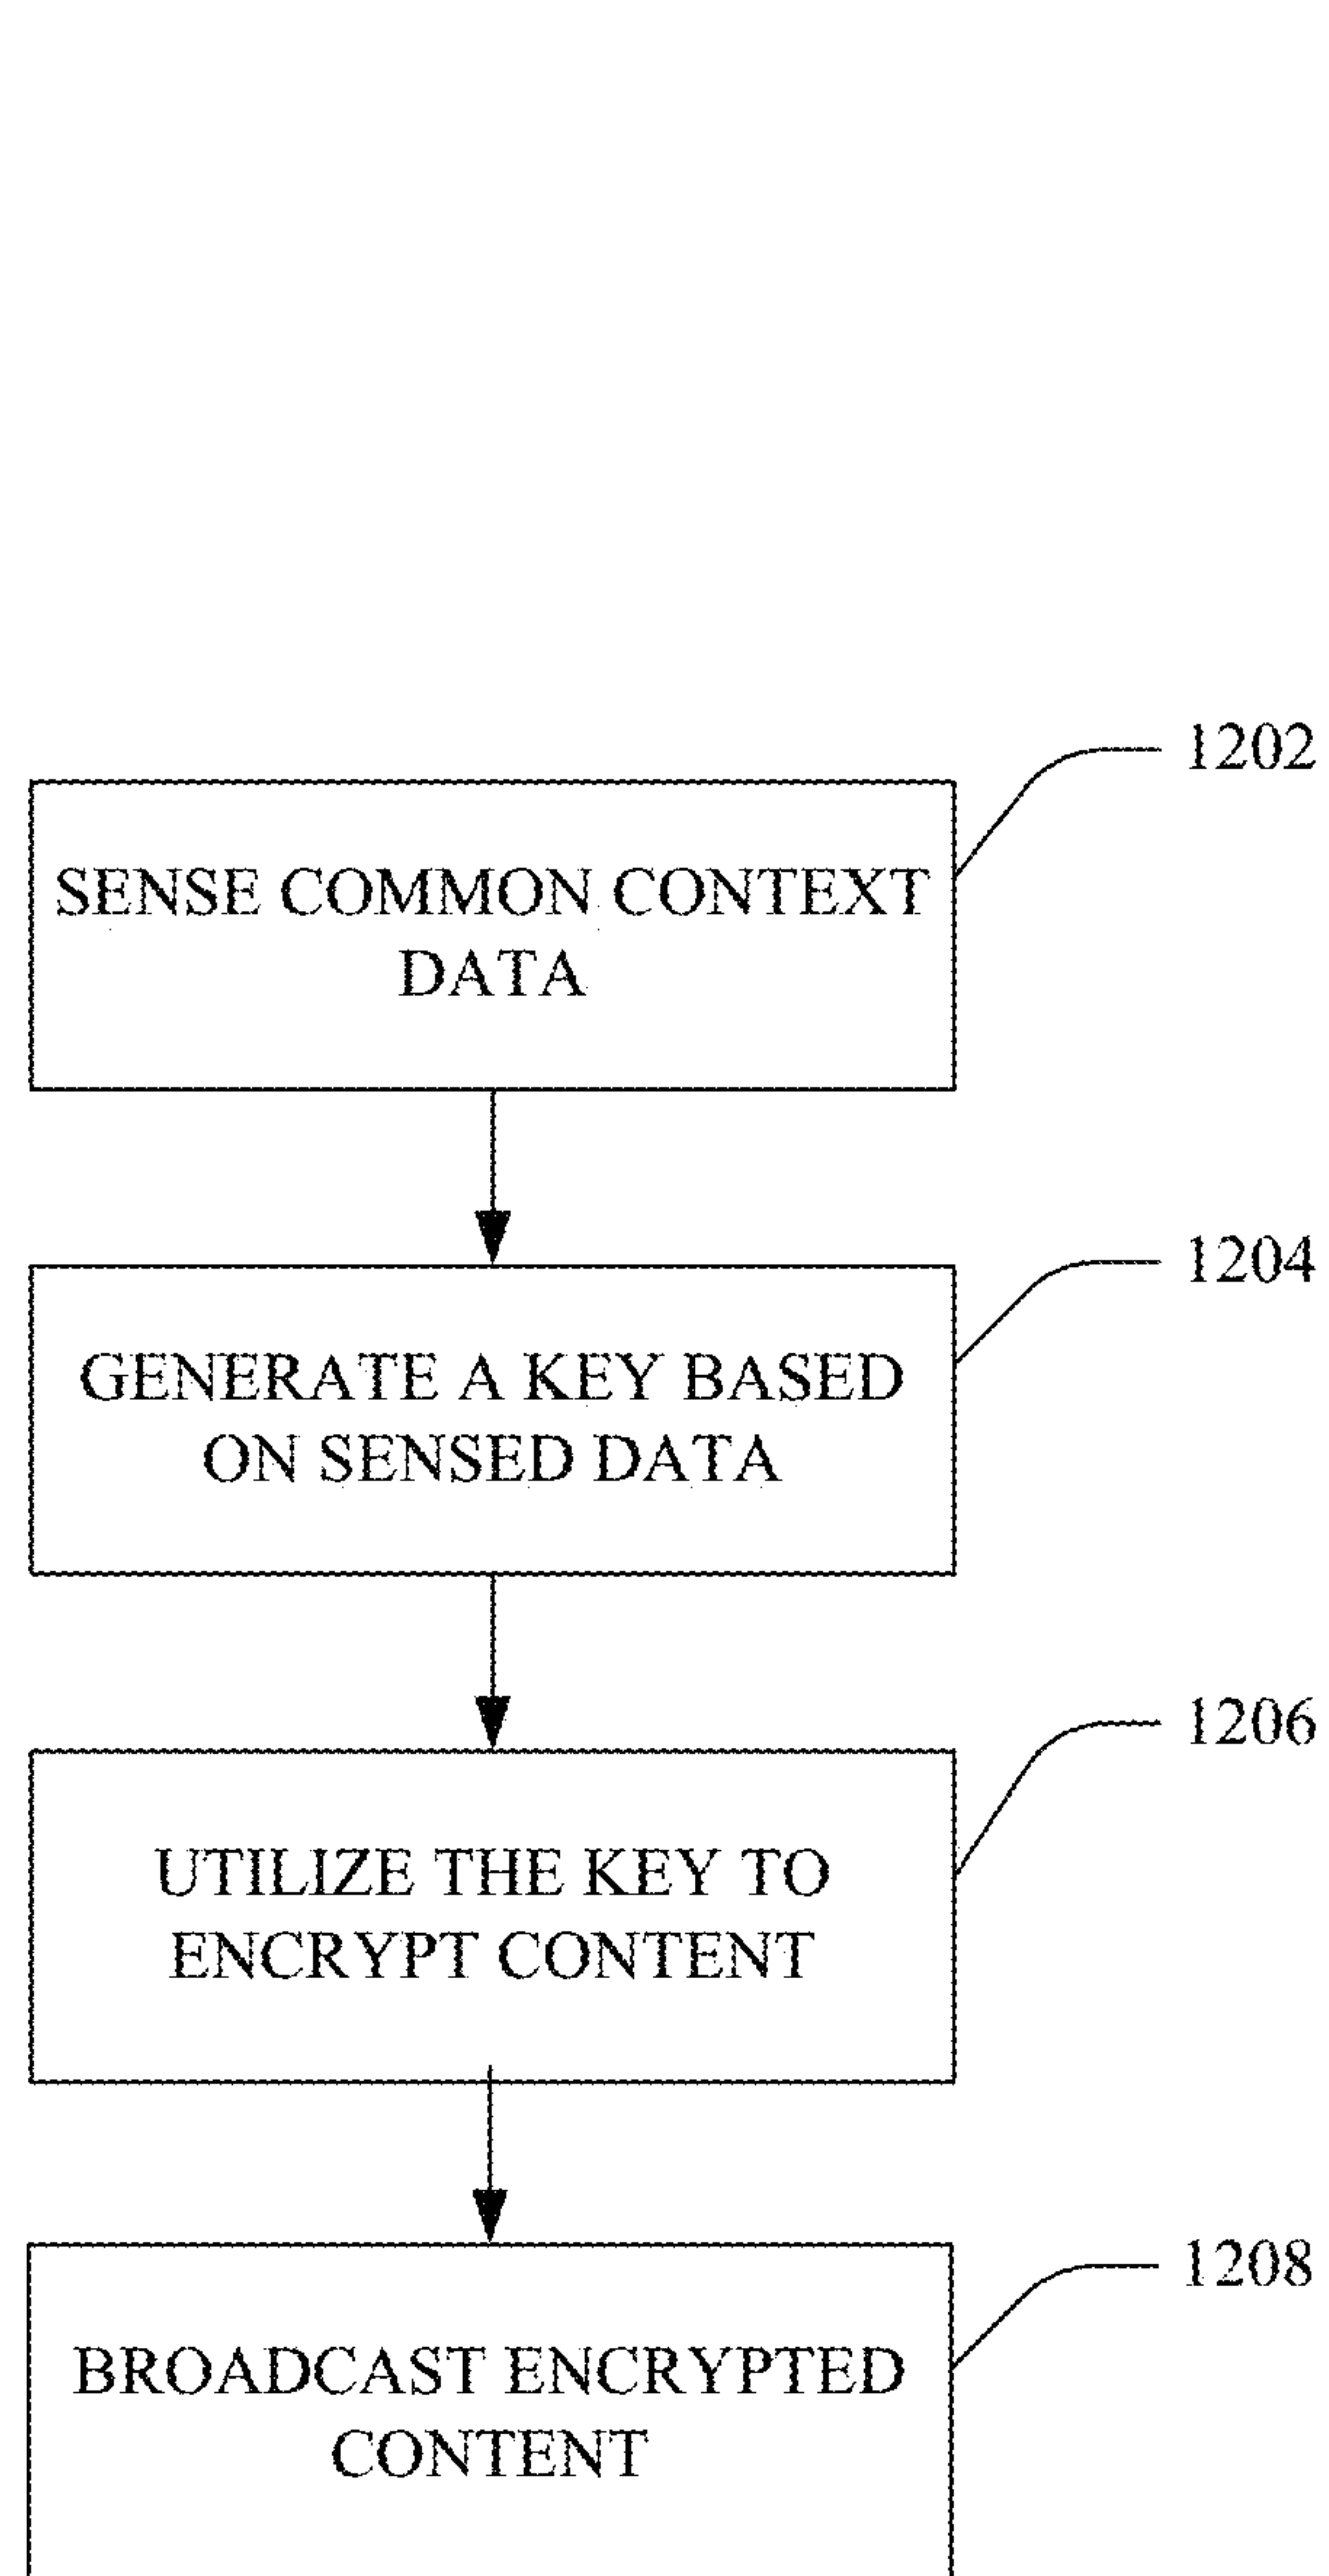 1202
SENSE COMMON CONTEXT
DATA
1204
GENERATE A KEY BASED
ON SENSED DATA
1206
UTILIZE THE KEY TO
ENCRYPT CONTENT
1208
BROADCAST ENCRYPTED
CONTENT